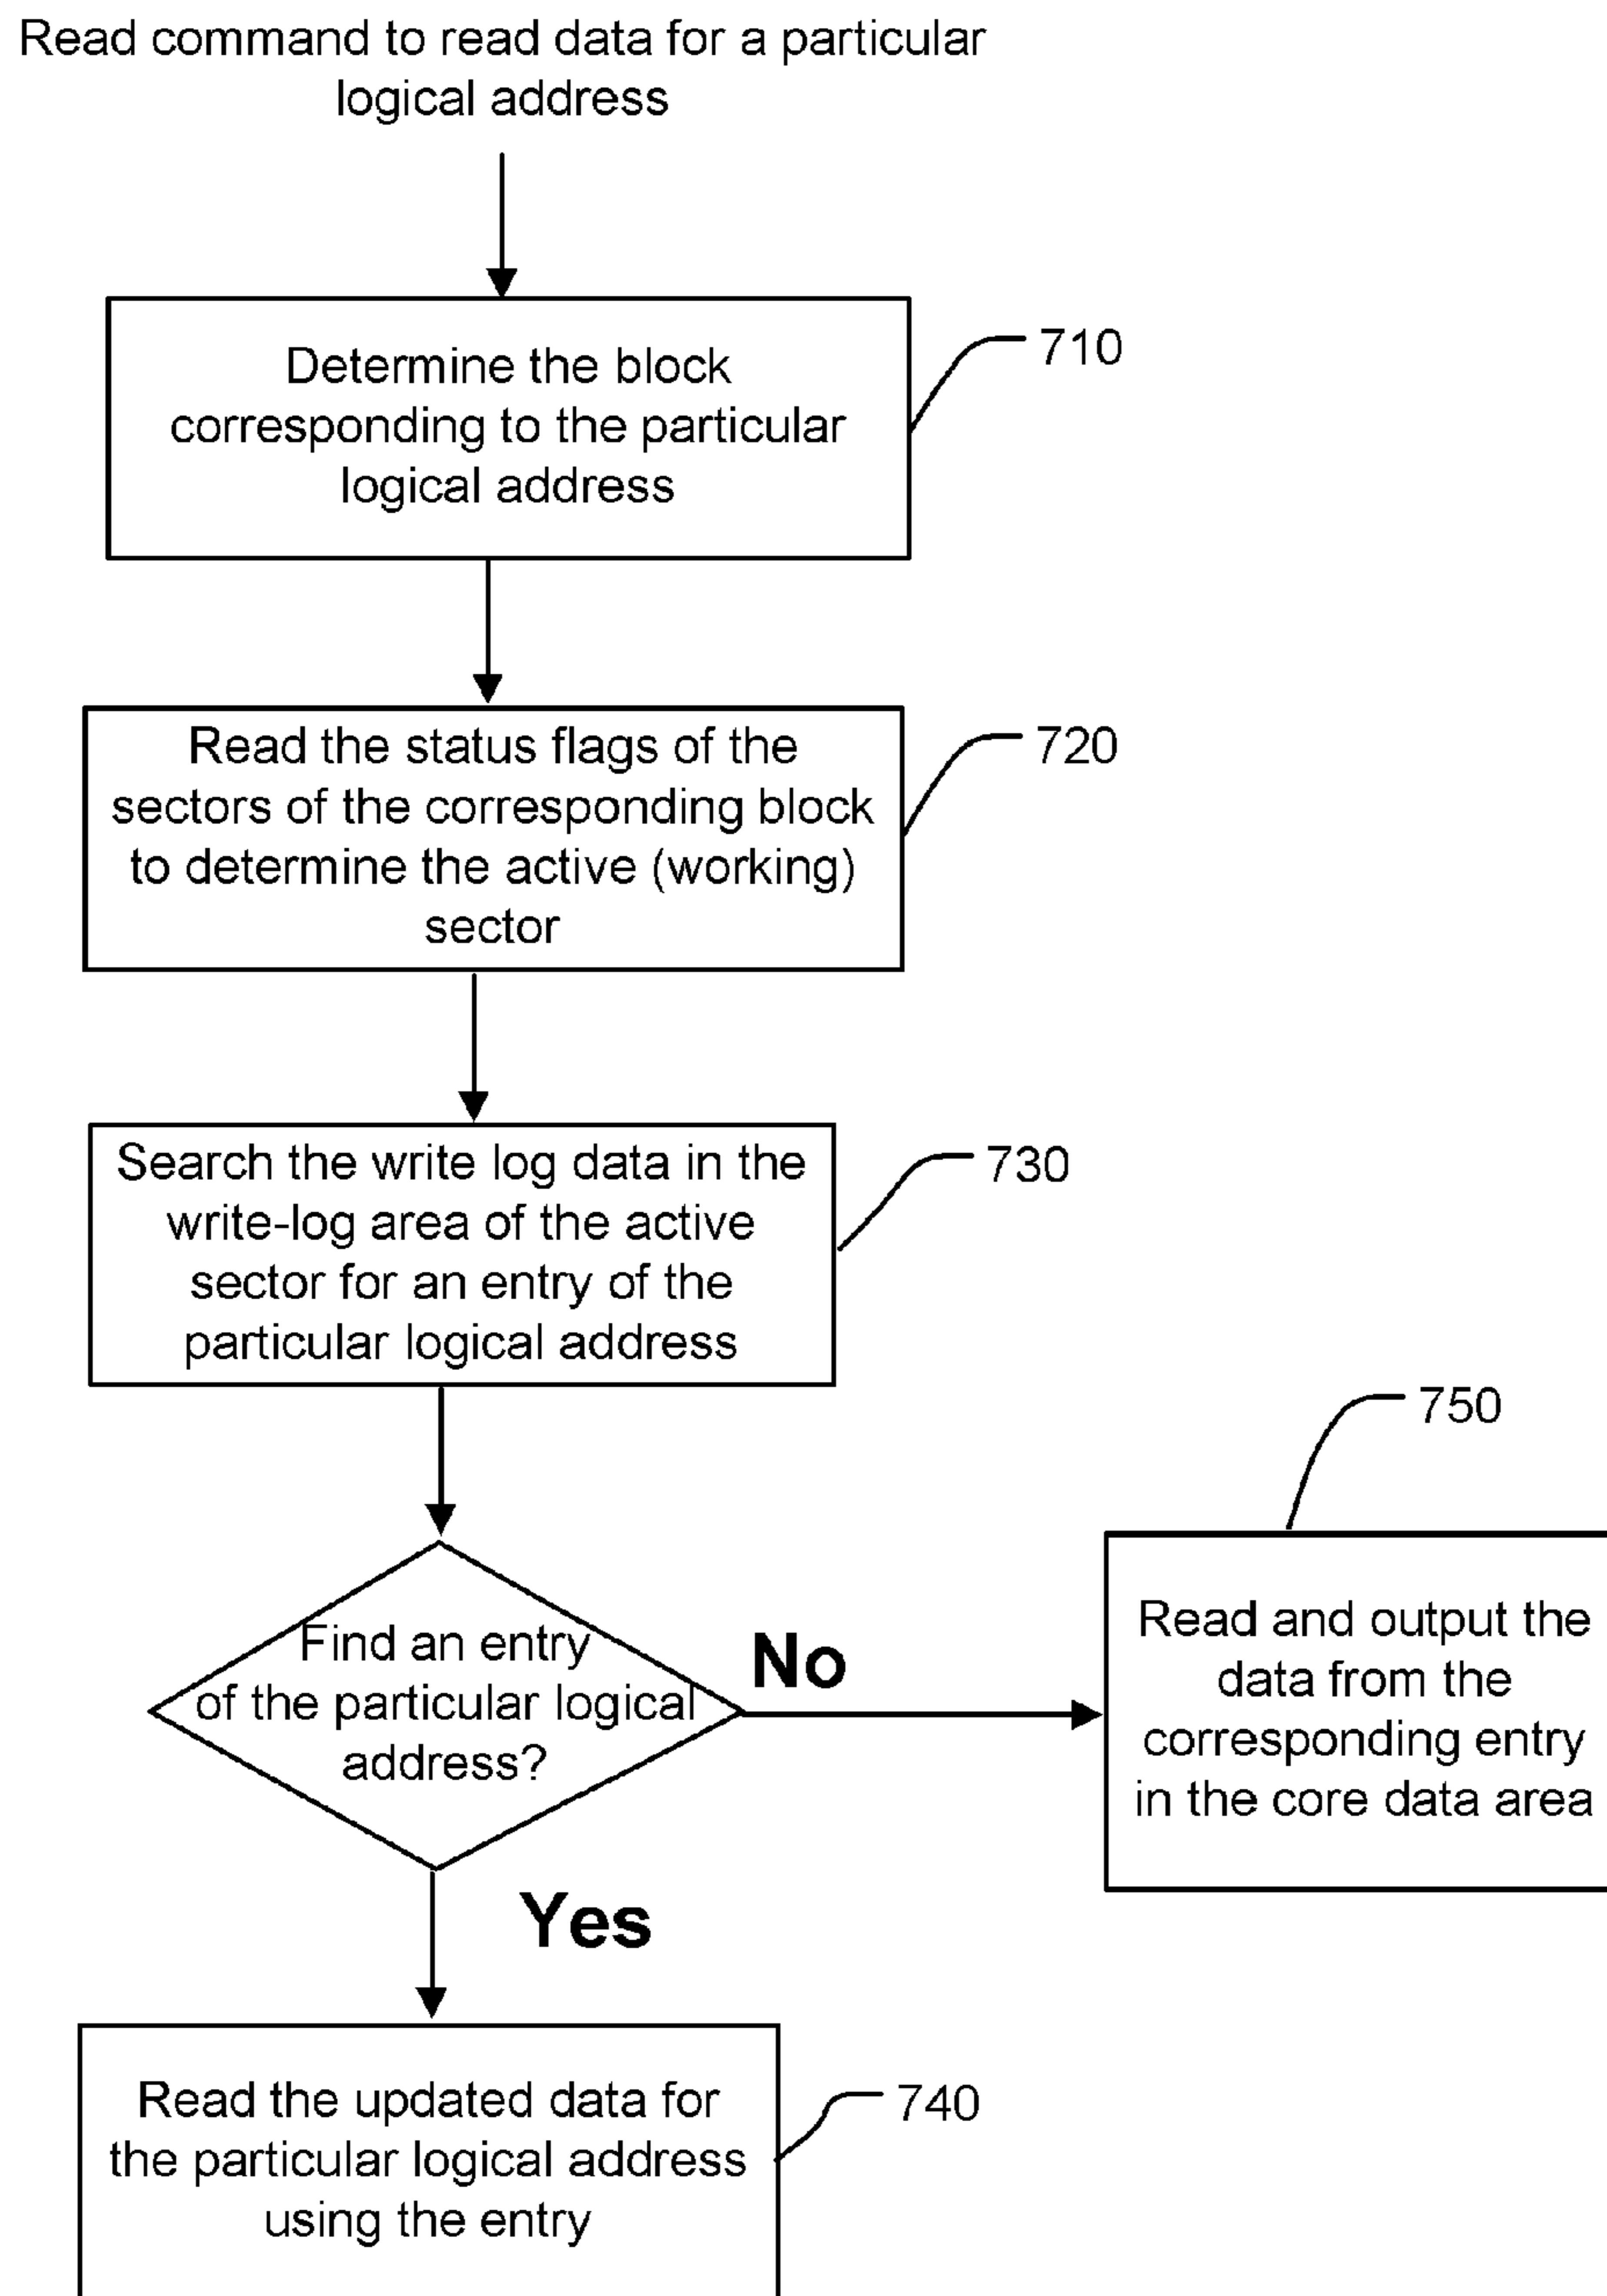 Read command to read data for a particular
logical address
Determine the block
corresponding to the particular
logical address
710
Read the status flags of the
sectors of the corresponding block
to determine the active (working)
sector
720
Search the write log data in the
write-log area of the active
sector for an entry of the
particular logical address
730
Find an entry
of the particular logical
address?
No
750
Read and output the
data from the
corresponding entry
in the core data area
Yes
Read the updated data for
the particular logical address
using the entry
740